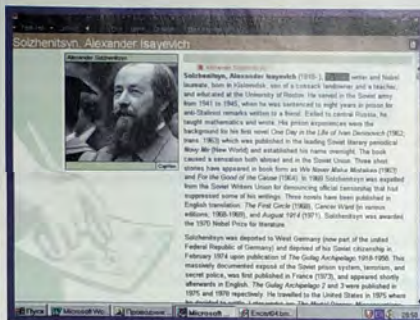 Solzhenitsyn, Alexander Isayevich
Alexander Solzhenitsyn
Caption
Solzhenitsyn, Alexander Isayevich (1918- ), writer and Nobel
laureate, born in Kislovodsk, son of a cossack landowner and a teacher,
and educated at the University of Rostov. He served in the Soviet army
from 1941 to 1945, when he was sentenced to eight years in prison for
anti-Stalinist remarks written to a friend. Exiled to central Russia, he
taught mathematics and wrote. His prison experiences were the
background for his first novel One Day in the Life of Ivan Denisovich (1962;
trans. 1963) which was published in the leading Soviet literary periodical
Novy Mir (New World) and established his name overnight. The book
caused a sensation both abroad and in the Soviet Union. Three short
stories have appeared in book form as We Never Make Mistakes (1963)
and For the Good of the Cause (1964). In 1969 Solzhenitsyn was expelled
from the Soviet Writers Union for denouncing official censorship that had
suppressed some of his writings. Three novels have been published in
English translation: The First Circle (1968), Cancer Ward (in various
editions, 1968-1969), and August 1914 (1971). Solzhenitsyn was awarded
the 1970 Nobel Prize for literature.
Solzhenitsyn was deported to West Germany (now part of the united
Federal Republic of Germany) and deprived of his Soviet citizenship in
February 1974 upon publication of The Gulag Archipelago 1918-1956. This
massively documented exposé of the Soviet prison system, terrorism, and
secret police, was first published in France (1973), and appeared shortly
afterwards in English. The Gulag Archipelago 2 and 3 were published in
1975 and 1978 respectively. He travelled to the United States in 1975 where
Пуск Microsoft Wo Проводник Microsoft